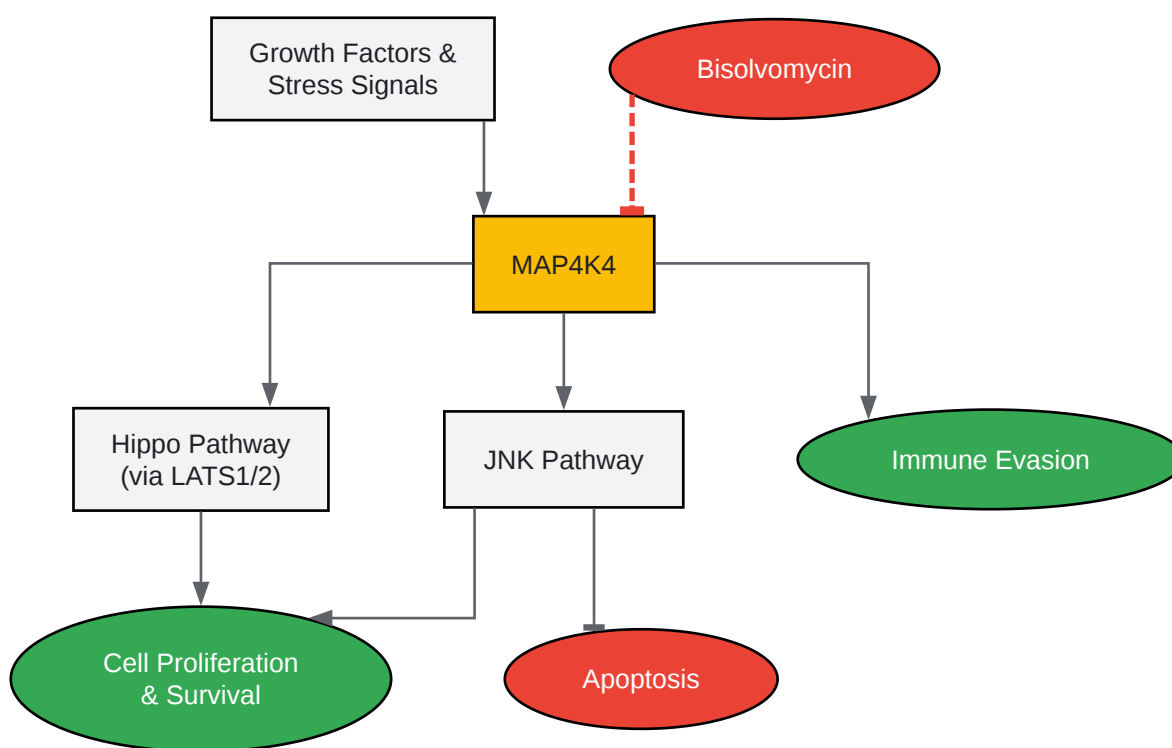 Growth Factors &
Stress Signals
Bisolvomycin
MAP4K4
Hippo Pathway
(via LATS1/2)
JNK Pathway
Immune Evasion
Cell Proliferation
& Survival
Apoptosis